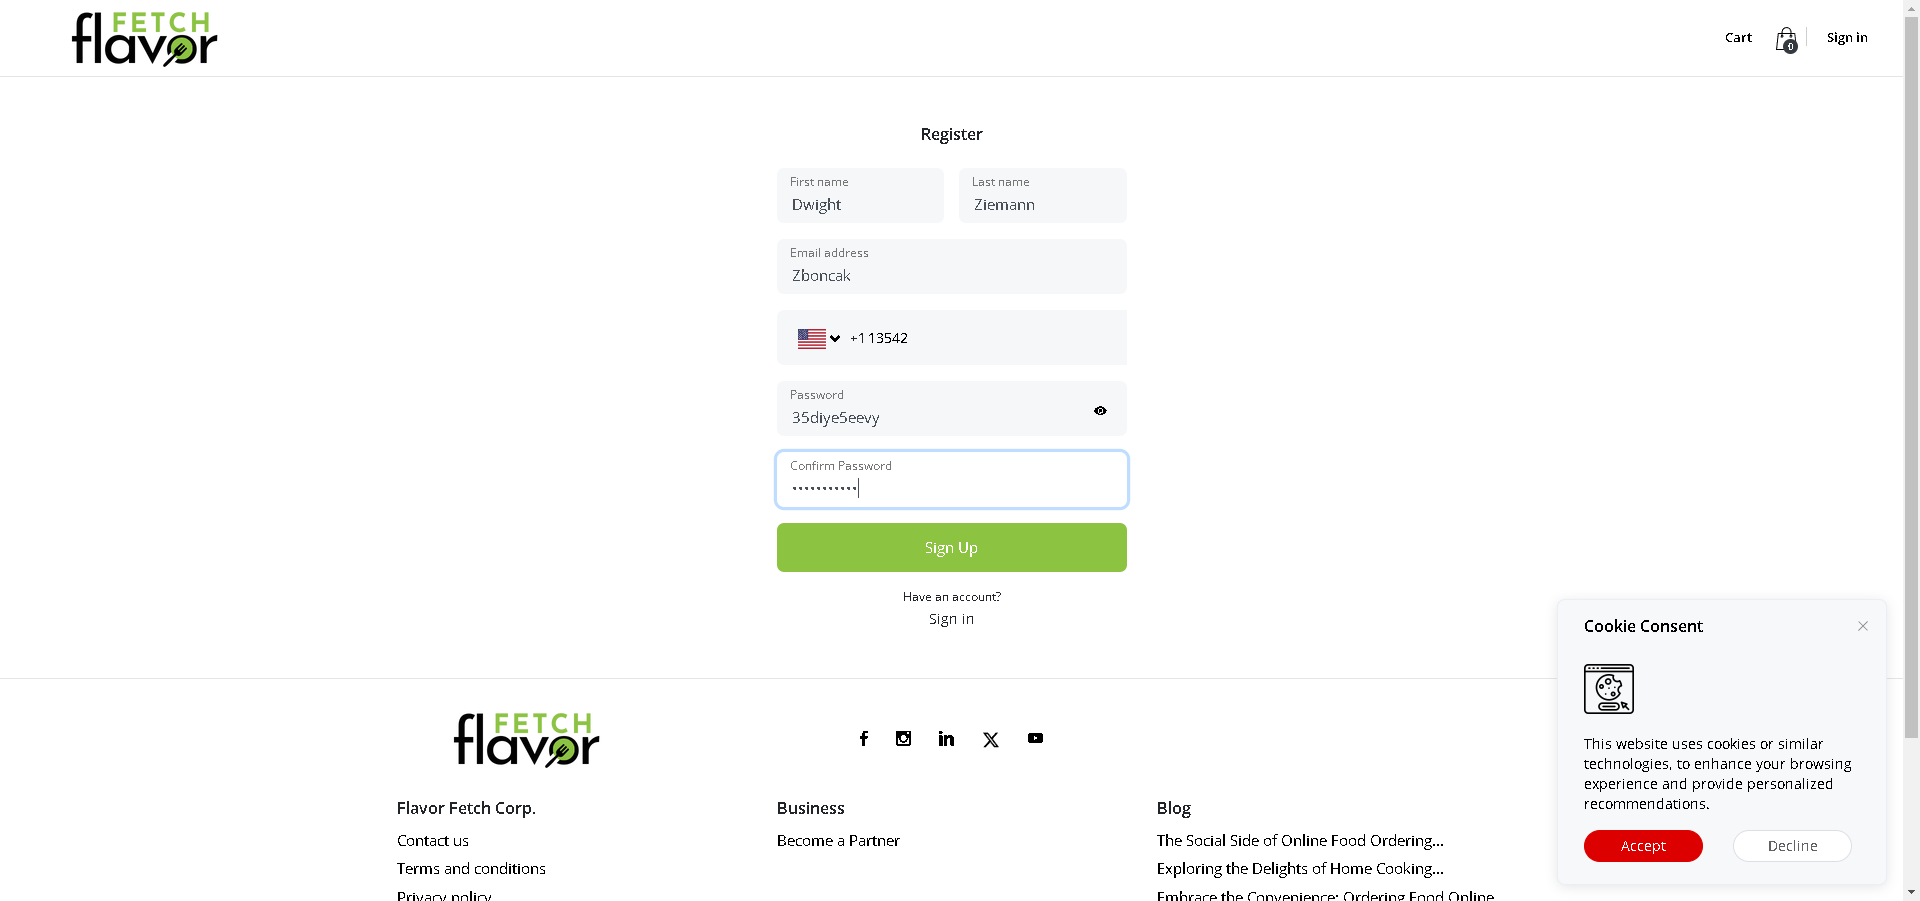 FETCH
flavor
Cart
0
Sign in
Register
First name
Dwight
Last name
Ziemann
Email address
Zboncak
+1 13542
Password
35diye5eevy
Confirm Password
•••••••••••
Sign Up
Have an account?
Sign in
FETCH
flavor
Flavor Fetch Corp.
Contact us
Terms and conditions
Privacy policy
Business
Become a Partner
Blog
The Social Side of Online Food Ordering...
Exploring the Delights of Home Cooking...
Embrace the Convenience: Ordering Food Online
Cookie Consent
This website uses cookies or similar
technologies, to enhance your browsing
experience and provide personalized
recommendations.
Accept
Decline